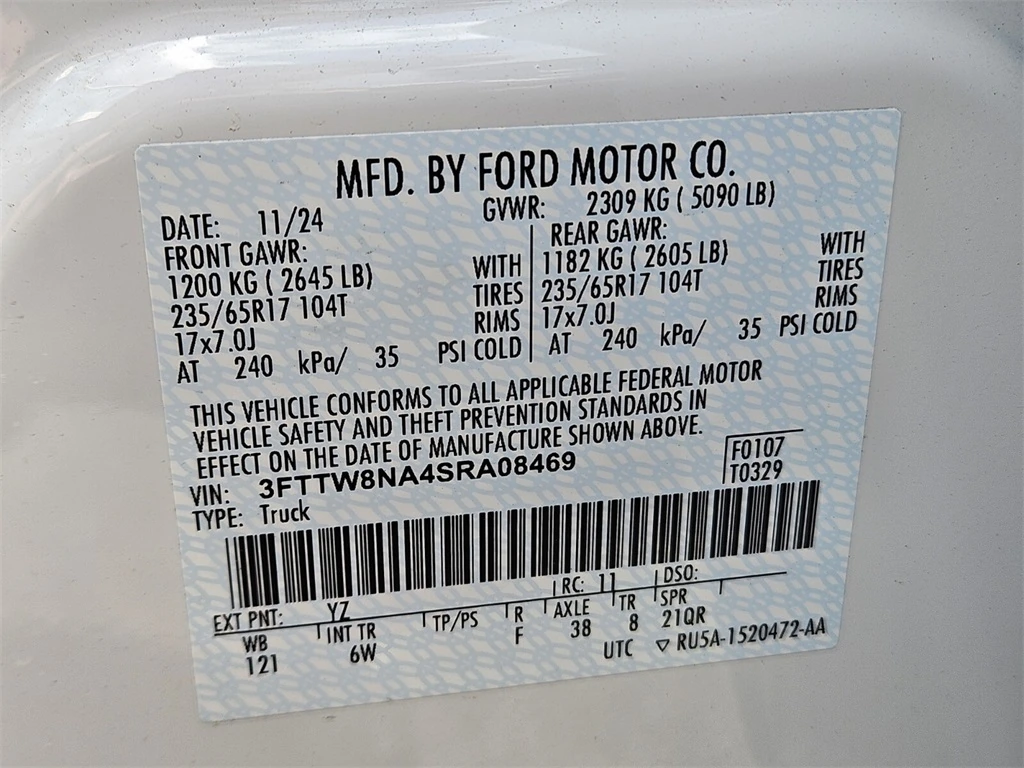 MFD. BY FORD MOTOR CO.
DATE: 11/24 GVWR: 2309 KG ( 5090 LB)
FRONT GAWR: REAR GAWR:
1200 KG ( 2645 LB) WITH 1182 KG ( 2605 LB) WITH
235/65R17 104T TIRES 235/65R17 104T TIRES
17x7.0J RIMS 17x7.0J RIMS
AT 240 kPa/ 35 PSI COLD AT 240 kPa/ 35 PSI COLD
THIS VEHICLE CONFORMS TO ALL APPLICABLE FEDERAL MOTOR
VEHICLE SAFETY AND THEFT PREVENTION STANDARDS IN
EFFECT ON THE DATE OF MANUFACTURE SHOWN ABOVE.
VIN: 3FTTW8NA4SRA08469 F0107
TYPE: Truck T0329
EXT PNT: YZ RC: 11 DSO:
WB INT TR TP/PS R AXLE TR SPR
121 6W F 38 8 21QR
UTC ▽ RU5A-1520472-AA